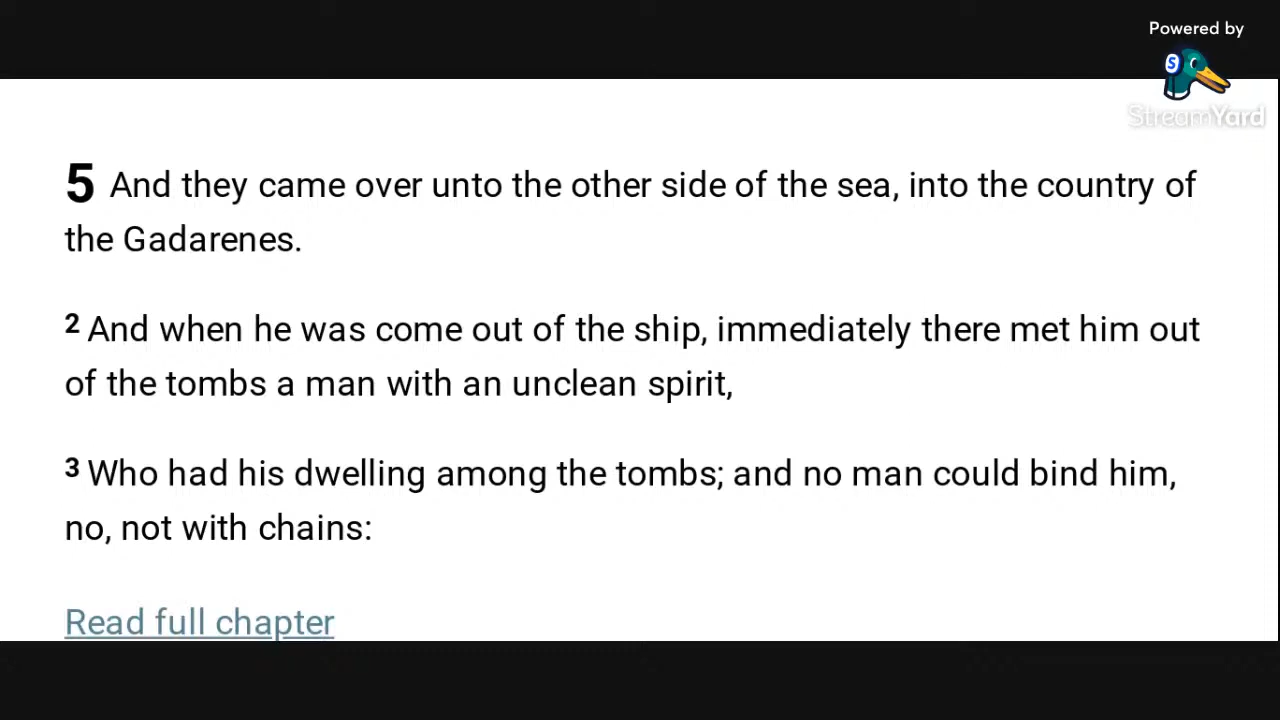 Powered by
S
StreamYard
5 And they came over unto the other side of the sea, into the country of
the Gadarenes.
2 And when he was come out of the ship, immediately there met him out
of the tombs a man with an unclean spirit,
3 Who had his dwelling among the tombs; and no man could bind him,
no, not with chains:
Read full chapter